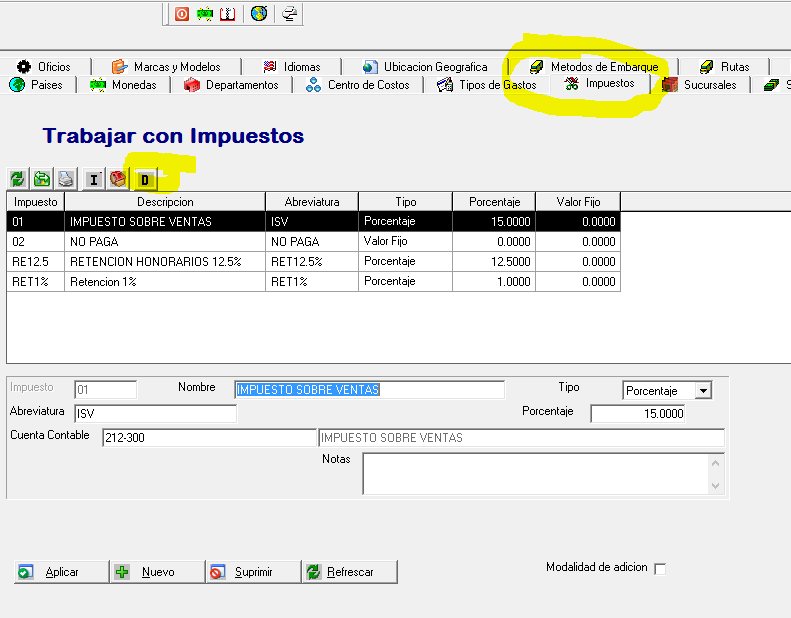 Oficios Marcas y Modelos Idiomas Ubicacion Geografica Metodos de Embarque Rutas
Paises Monedas Departamentos Centro de Costos Tipos de Gastos Impuestos Sucursales S
Trabajar con Impuestos
I D
Impuesto Descripcion Abreviatura Tipo Porcentaje Valor Fijo
01 IMPUESTO SOBRE VENTAS ISV Porcentaje 15.0000 0.0000
02 NO PAGA NO PAGA Valor Fijo 0.0000 0.0000
RE12.5 RETENCION HONORARIOS 12.5% RET12.5% Porcentaje 12.5000 0.0000
RET1% Retencion 1% RET1% Porcentaje 1.0000 0.0000
Impuesto 01 Nombre IMPUESTO SOBRE VENTAS Tipo Porcentaje
Abreviatura ISV Porcentaje 15.0000
Cuenta Contable 212-300 IMPUESTO SOBRE VENTAS
Notas
Aplicar Nuevo Suprimir Refrescar Modalidad de adicion